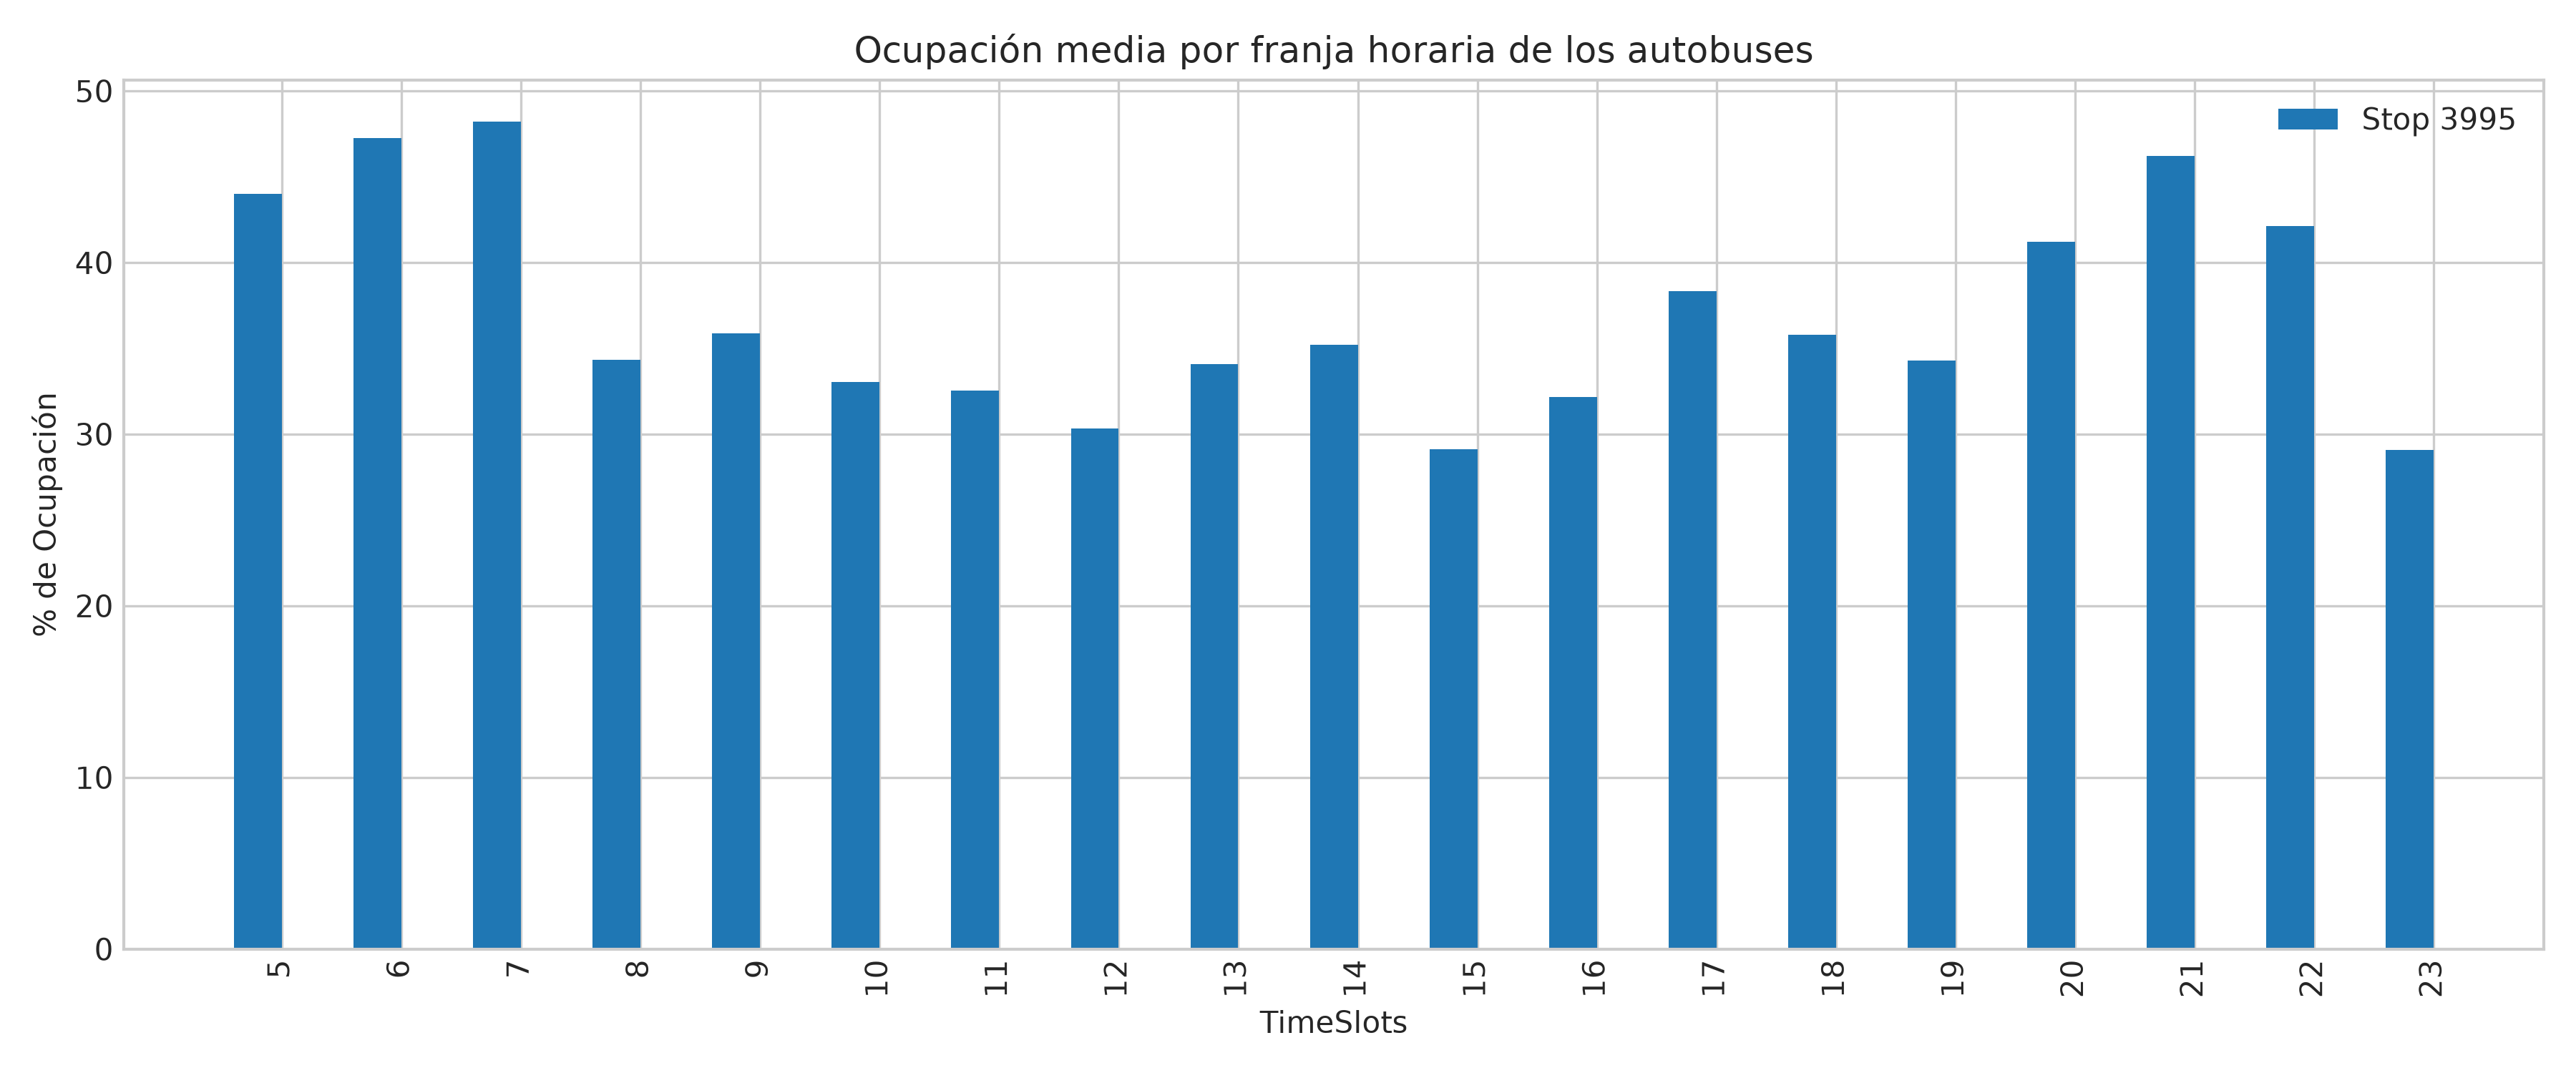 Ocupación media por franja horaria de los autobuses
Stop 3995
% de Ocupación
50
40
30
20
10
0
5 6 7 8 9 10 11 12 13 14 15 16 17 18 19 20 21 22 23
TimeSlots